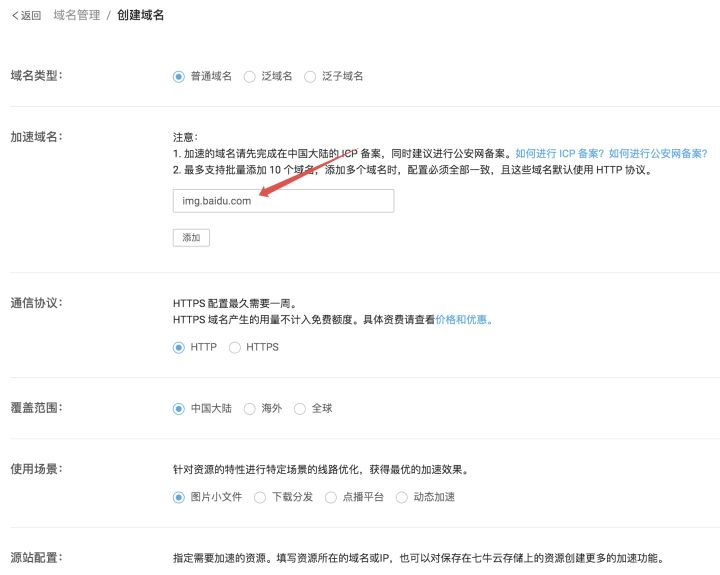 返回 域名管理 / 创建域名
域名类型： 普通域名 泛域名 泛子域名
加速域名： 注意：
1. 加速的域名请先完成在中国大陆的 ICP 备案，同时建议进行公安网备案。如何进行 ICP 备案？如何进行公安网备案？
2. 最多支持批量添加 10 个域名，添加多个域名时，配置必须全部一致，且这些域名默认使用 HTTP 协议。
img.baidu.com
添加
通信协议： HTTPS 配置最久需要一周。
HTTPS 域名产生的用量不计入免费额度。具体资费请查看价格和优惠。
HTTP HTTPS
覆盖范围： 中国大陆 海外 全球
使用场景： 针对资源的特性进行特定场景的线路优化，获得最优的加速效果。
图片小文件 下载分发 点播平台 动态加速
源站配置： 指定需要加速的资源。填写资源所在的域名或IP，也可以对保存在七牛云存储上的资源创建更多的加速功能。